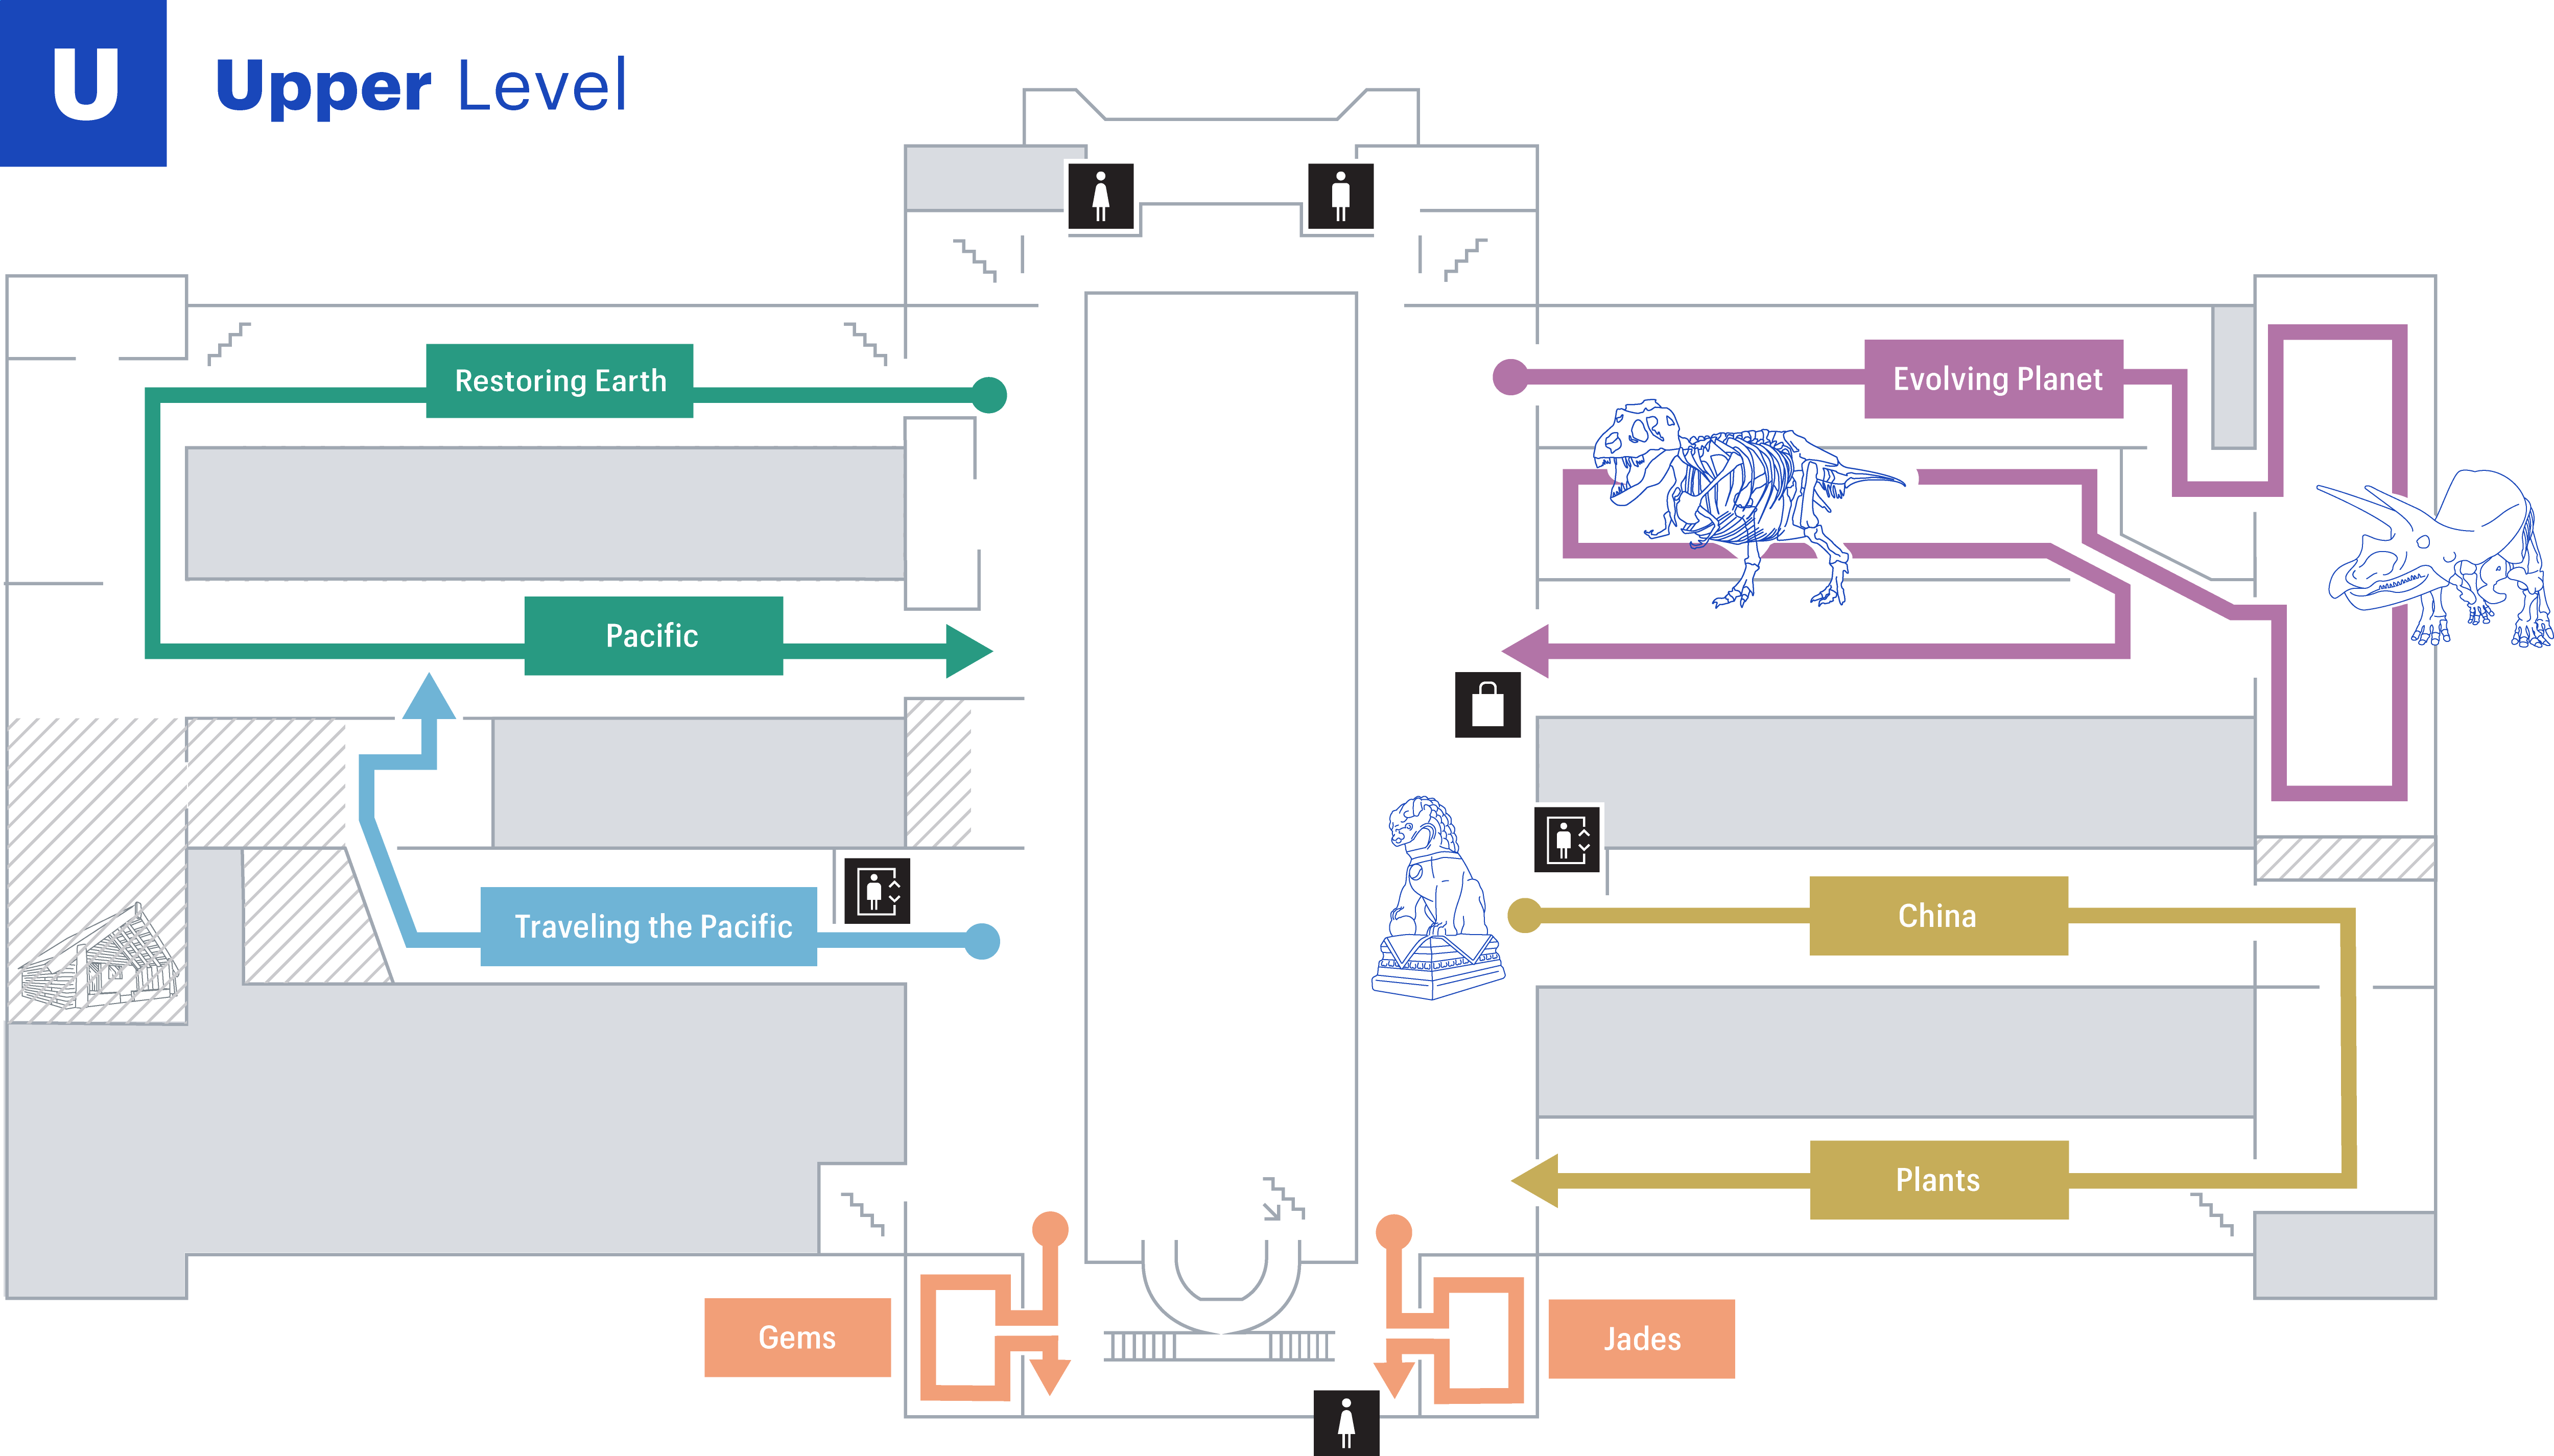 U
Upper Level
Restoring Earth
Evolving Planet
Pacific
Traveling the Pacific
China
Plants
Gems
Jades